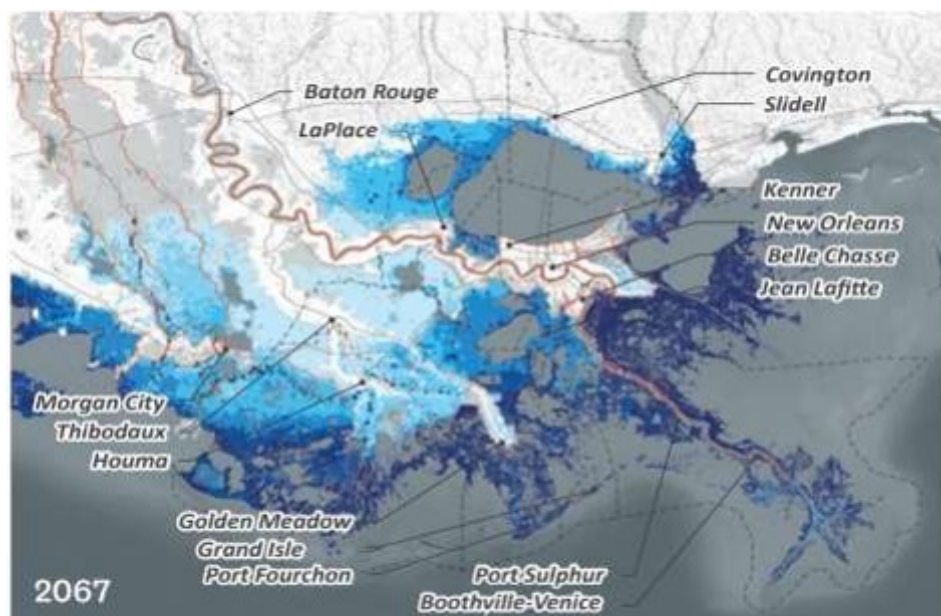 Baton Rouge
LaPlace
Covington
Slidell
Kenner
New Orleans
Belle Chasse
Jean Lafitte
Morgan City
Thibodaux
Houma
Golden Meadow
Grand Isle
Port Fourchon
Port Sulphur
Boothville-Venice
2067